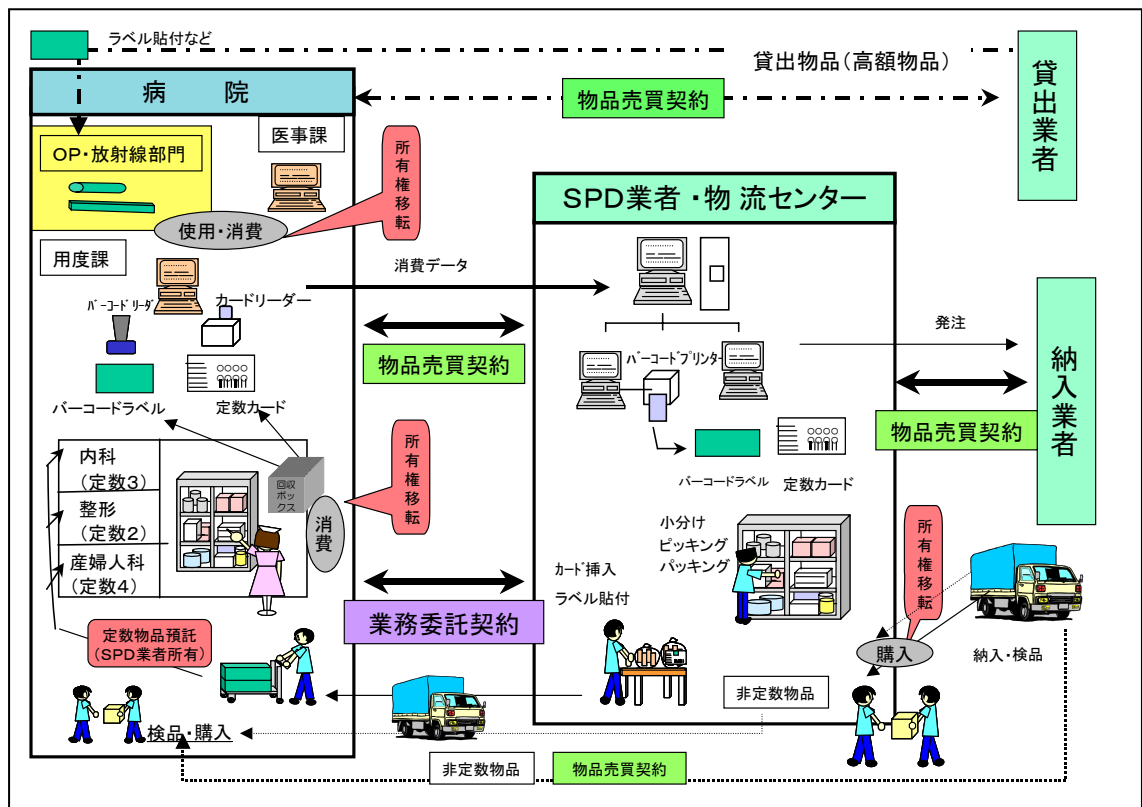 ラベル貼付など
貸出物品（高額物品）
貸出業者
病　　院
物品売買契約
OP・放射線部門
医事課
所有権移転
使用・消費
SPD業者 ・物 流センター
用度課
消費データ
ﾊﾞｰｺｰﾄﾞﾘｰﾀﾞ
カードリーダー
物品売買契約
バーコードラベル
定数カード
ﾊﾞｰｺｰﾄﾞプリンター
発注
納入業者
物品売買契約
バーコードラベル
定数カード
内科
(定数3)
整形
(定数2)
産婦人科
(定数4)
回収
ボッ
クス
消費
所有権移転
小分け
ピッキング
パッキング
ｶｰﾄﾞ挿入
ラベル貼付
所有権移転
業務委託契約
購入
納入・検品
定数物品預託
(SPD業者所有)
非定数物品
検品・購入
非定数物品
物品売買契約